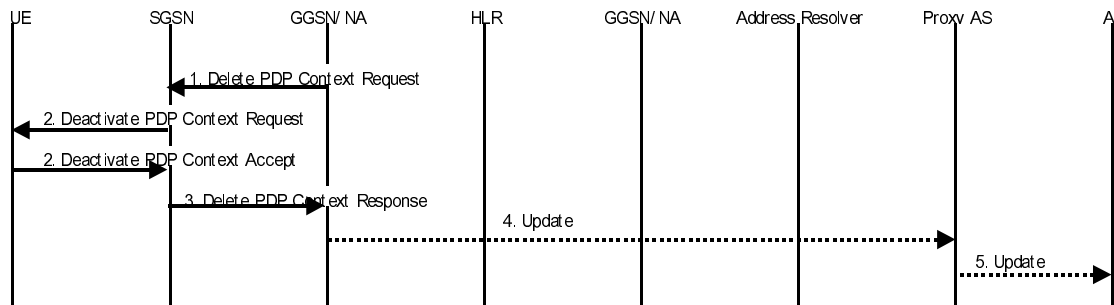 UE SGSN GGSN/NA HLR GGSN/NA Address Resolver Proxy AS A
1. Delete PDP Context Request
2. Deactivate PDP Context Request
2. Deactivate PDP Context Accept
3. Delete PDP Context Response
4. Update
5. Update